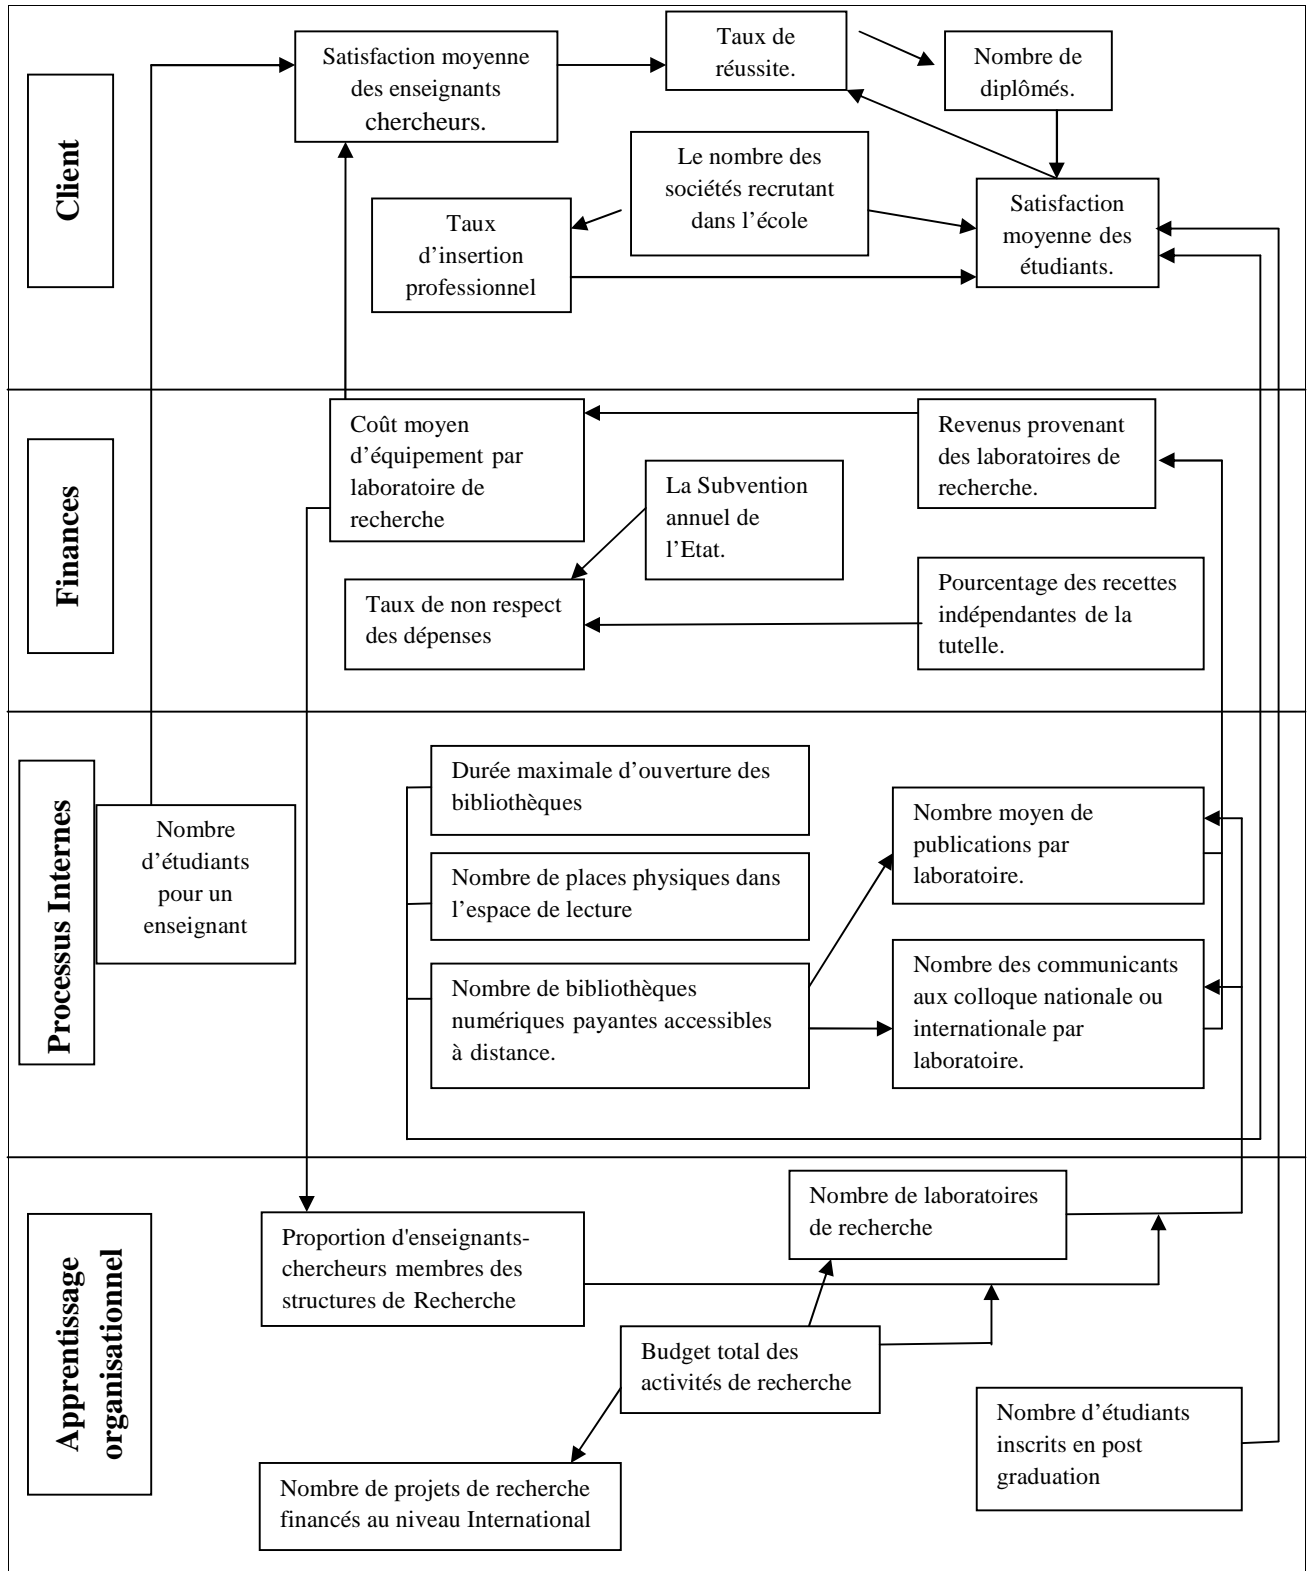 Client
Satisfaction moyenne
des enseignants
chercheurs.
Taux de
réussite.
Nombre de
diplômés.
Le nombre des
sociétés recrutant
dans l’école
Taux
d’insertion
professionnel
Satisfaction
moyenne des
étudiants.
Finances
Coût moyen
d’équipement par
laboratoire de
recherche
Revenus provenant
des laboratoires de
recherche.
La Subvention
annuel de
l’Etat.
Taux de non respect
des dépenses
Pourcentage des recettes
indépendantes de la
tutelle.
Processus Internes
Nombre
d’étudiants
pour un
enseignant
Durée maximale d’ouverture des
bibliothèques
Nombre de places physiques dans
l’espace de lecture
Nombre de bibliothèques
numériques payantes accessibles
à distance.
Nombre moyen de
publications par
laboratoire.
Nombre des communicants
aux colloque nationale ou
internationale par
laboratoire.
Apprentissage
organisationnel
Nombre de laboratoires
de recherche
Proportion d'enseignants-
chercheurs membres des
structures de Recherche
Budget total des
activités de recherche
Nombre d’étudiants
inscrits en post
graduation
Nombre de projets de recherche
financés au niveau International